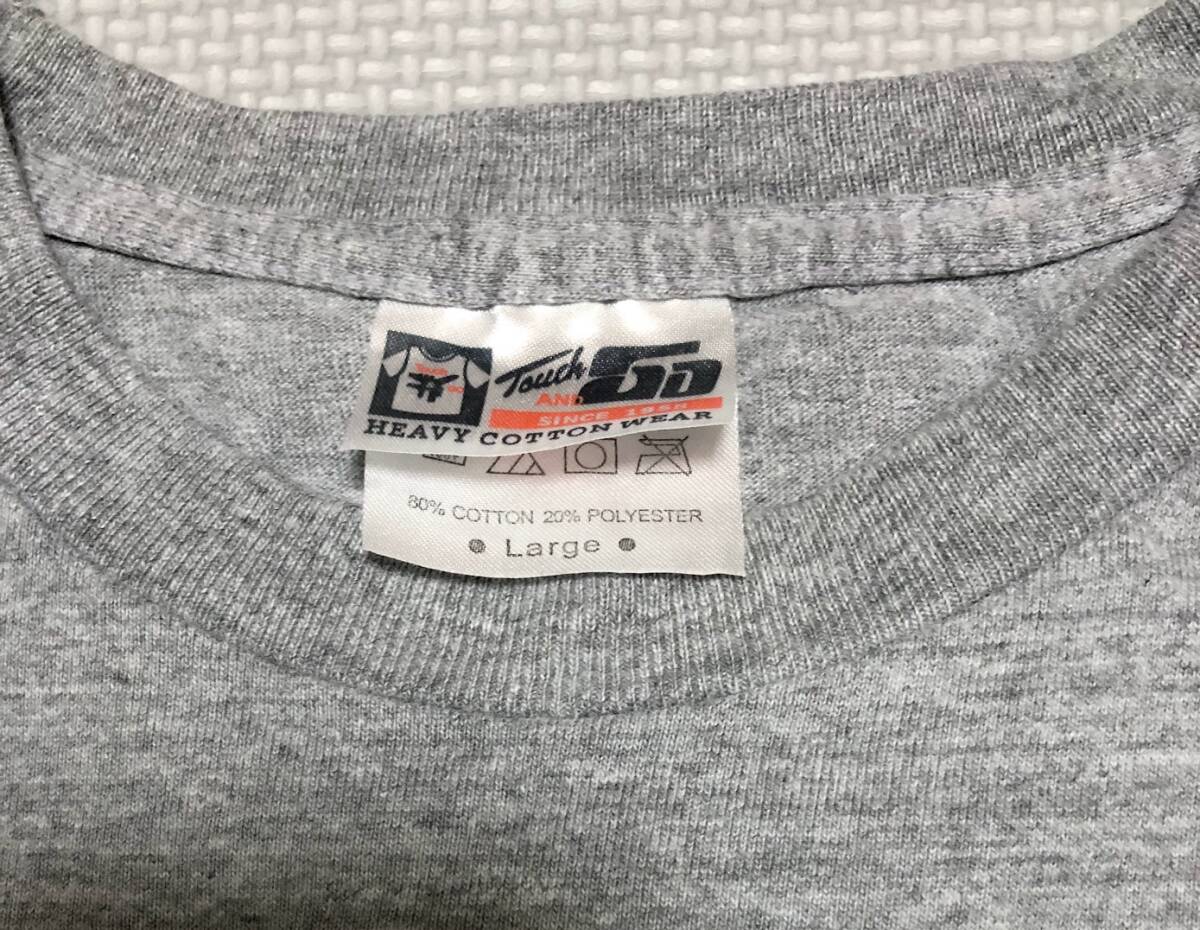 Touch AND GO
SINCE 1958
HEAVY COTTON WEAR
80% COTTON 20% POLYESTER
• Large •